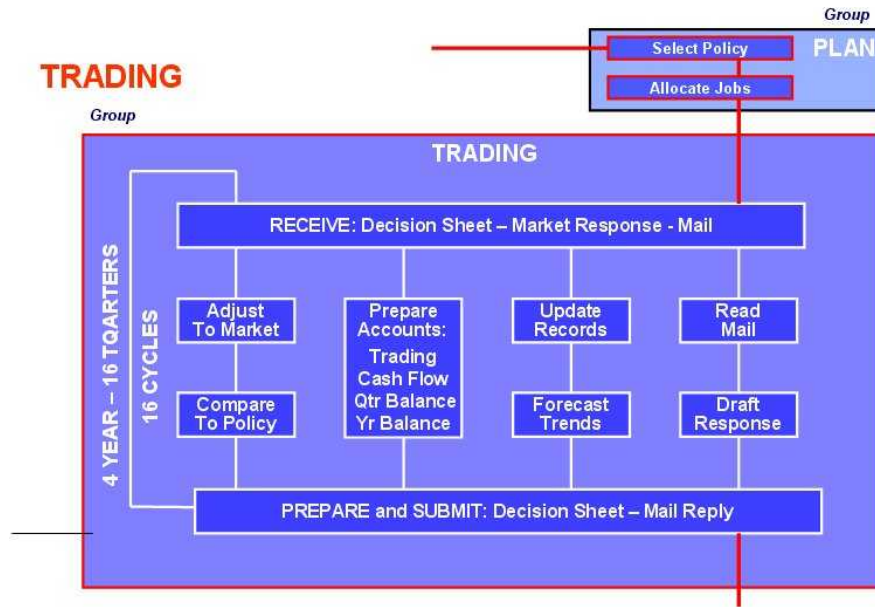 Group
Select Policy
PLAN
Allocate Jobs
TRADING
Group
TRADING
RECEIVE: Decision Sheet – Market Response - Mail
4 YEAR – 16 TQARTERS
16 CYCLES
Adjust
To Market
Prepare
Accounts:
Trading
Cash Flow
Qtr Balance
Yr Balance
Update
Records
Read
Mail
Compare
To Policy
Forecast
Trends
Draft
Response
PREPARE and SUBMIT: Decision Sheet – Mail Reply